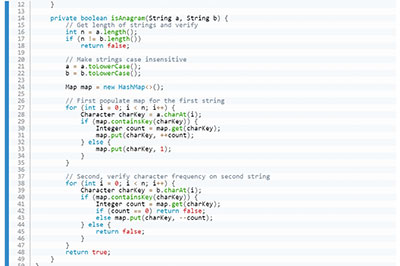 12 }
13
14 private boolean isAnagram(String a, String b) {
15 // Get length of strings and verify
16 int n = a.length();
17 if (n != b.length())
18 return false;
19
20 // Make strings case insensitive
21 a = a.toLowerCase();
22 b = b.toLowerCase();
23
24 Map map = new HashMap<>();
25
26 // First populate map for the first string
27 for (int i = 0; i < n; i++) {
28 Character charKey = a.charAt(i);
29 if (map.containsKey(charKey)) {
30 Integer count = map.get(charKey);
31 map.put(charKey, ++count);
32 } else {
33 map.put(charKey, 1);
34 }
35 }
36
37 // Second, verify character frequency on second string
38 for (int i = 0; i < n; i++) {
39 Character charKey = b.charAt(i);
40 if (map.containsKey(charKey)) {
41 Integer count = map.get(charKey);
42 if (count == 0) return false;
43 else map.put(charKey, --count);
44 } else {
45 return false;
46 }
47 }
48 return true;
49 }